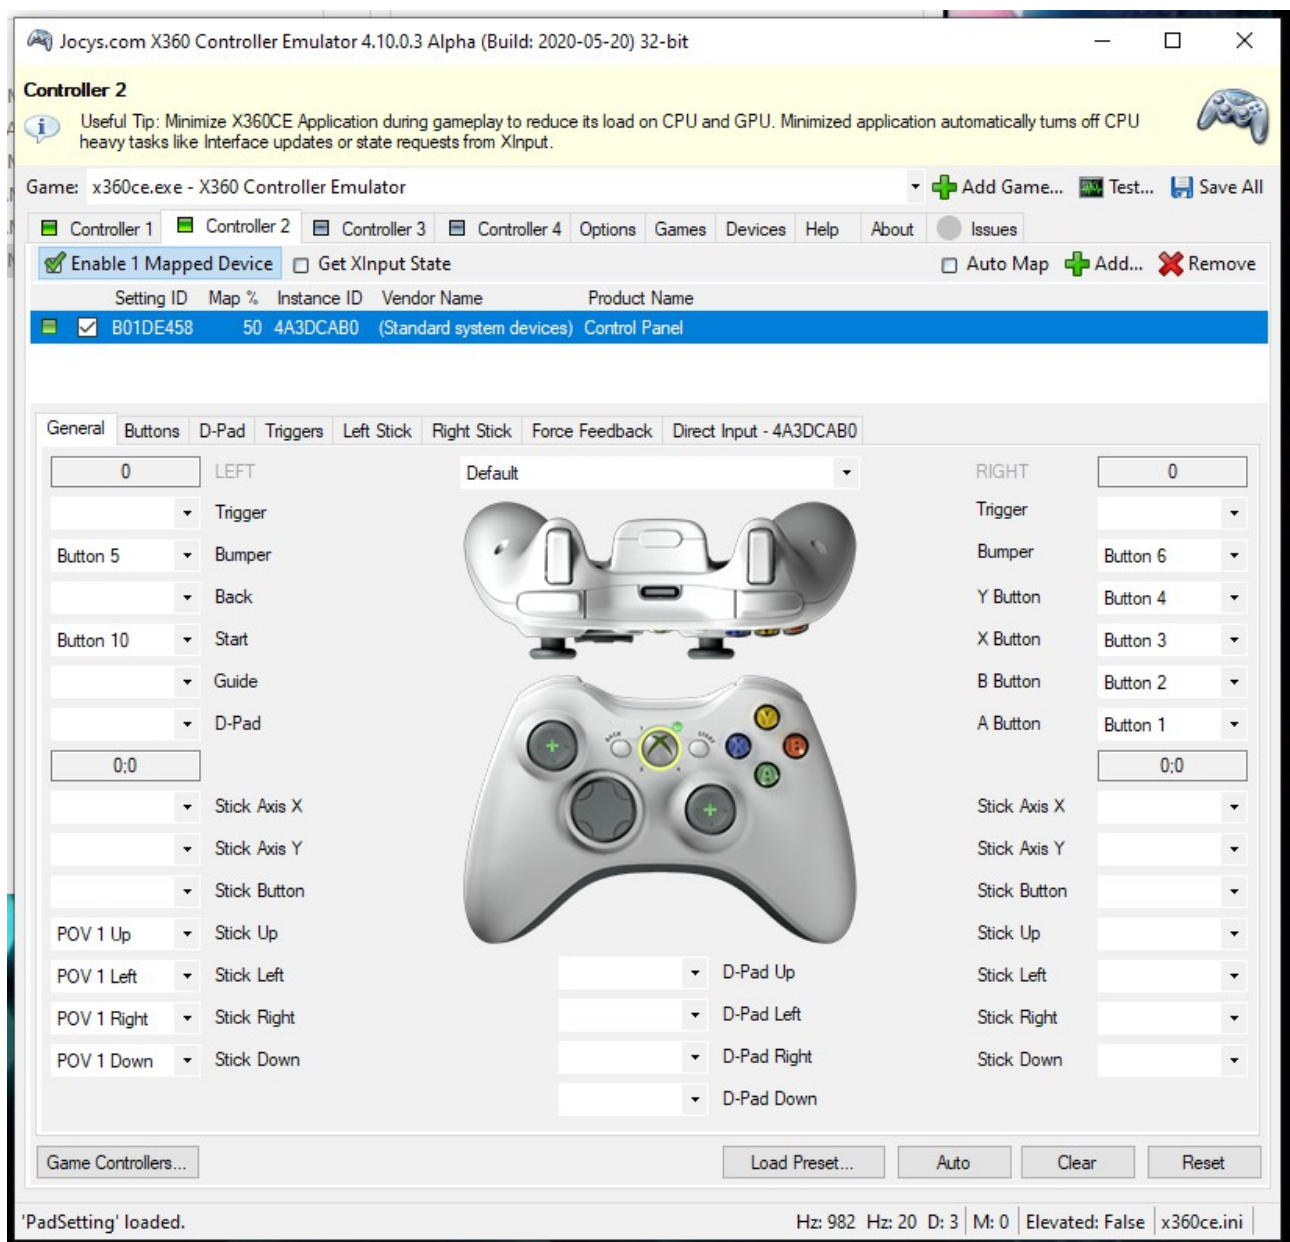 Jocys.com X360 Controller Emulator 4.10.0.3 Alpha (Build: 2020-05-20) 32-bit
Controller 2
Useful Tip: Minimize X360CE Application during gameplay to reduce its load on CPU and GPU. Minimized application automatically turns off CPU
heavy tasks like Interface updates or state requests from XInput.
Game: x360ce.exe - X360 Controller Emulator Add Game... Test... Save All
Controller 1 Controller 2 Controller 3 Controller 4 Options Games Devices Help About Issues
Enable 1 Mapped Device Get XInput State Auto Map Add... Remove
Setting ID Map % Instance ID Vendor Name Product Name
B01DE458 50 4A3DCAB0 (Standard system devices) Control Panel
General Buttons D-Pad Triggers Left Stick Right Stick Force Feedback Direct Input - 4A3DCAB0
0 LEFT Default RIGHT 0
Trigger Trigger
Button 5 Bumper Bumper Button 6
Back Y Button Button 4
Button 10 Start X Button Button 3
Guide B Button Button 2
D-Pad A Button Button 1
BACK START
Y
X B
A
0;0 0;0
Stick Axis X Stick Axis X
Stick Axis Y Stick Axis Y
Stick Button Stick Button
POV 1 Up Stick Up Stick Up
POV 1 Left Stick Left D-Pad Up Stick Left
POV 1 Right Stick Right D-Pad Left Stick Right
POV 1 Down Stick Down D-Pad Right Stick Down
D-Pad Down
Game Controllers... Load Preset... Auto Clear Reset
'PadSetting' loaded. Hz: 982 Hz: 20 D: 3 M: 0 Elevated: False x360ce.ini